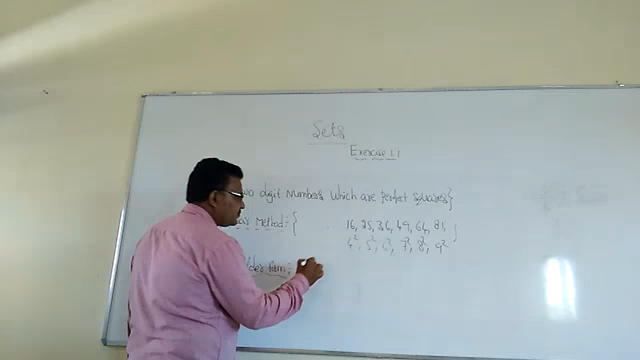 Sets
Exercise 1.1
two digit numbers which are perfect squares}
Method:- {
16, 25, 36, 49, 64, 81
}
4², 5², 6², 7², 8², 9²
form:-